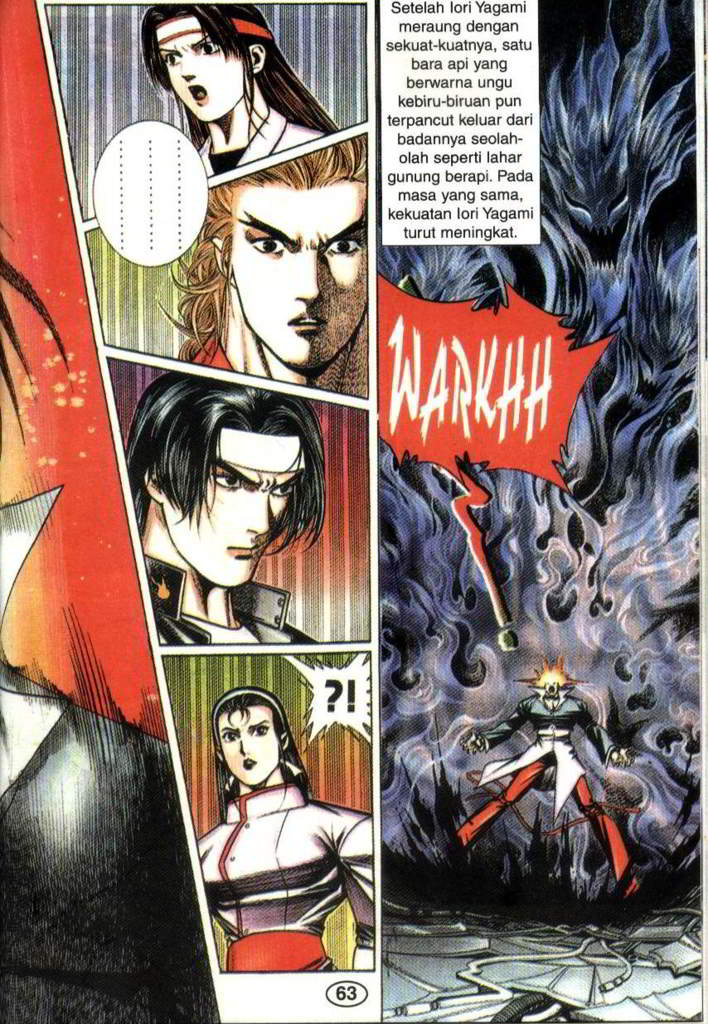 Setelah Iori Yagami
meraung dengan
sekuat-kuatnya, satu
bara api yang
berwarna ungu
kebiru-biruan pun
terpancut keluar dari
badannya seolah-
olah seperti lahar
gunung berapi. Pada
masa yang sama,
kekuatan Iori Yagami
turut meningkat.
WARKHH
?!
63